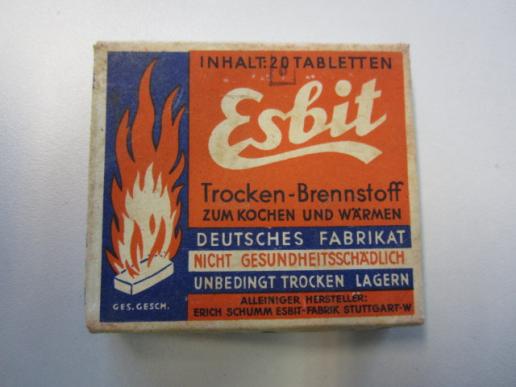 INHALT: 20 TABLETTEN
Esbit
Trocken-Brennstoff
ZUM KOCHEN UND WÄRMEN
DEUTSCHES FABRIKAT
NICHT GESUNDHEITSSCHÄDLICH
UNBEDINGT TROCKEN LAGERN
ALLEINIGER HERSTELLER:
ERICH SCHUMM ESBIT-FABRIK STUTTGART-W
GES. GESCH.